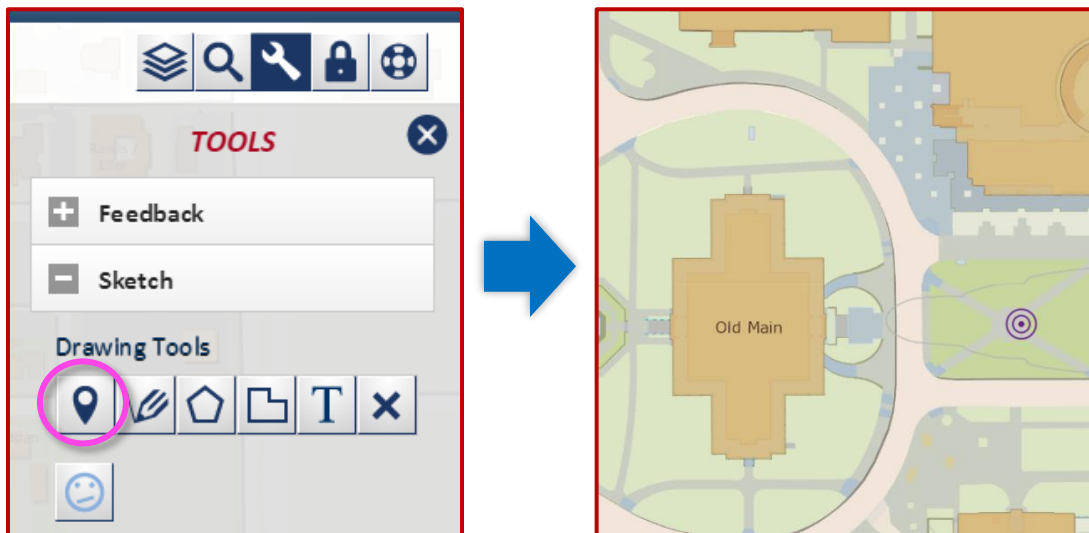 TOOLS
Feedback
Sketch
Drawing Tools
T
Old Main